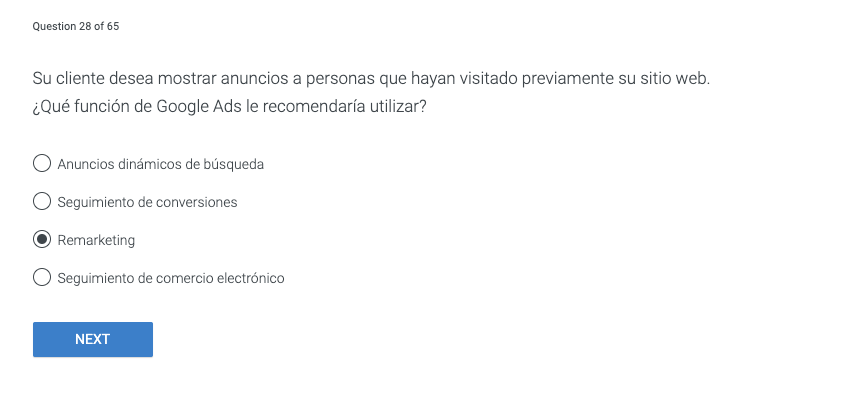 Question 28 of 65
Su cliente desea mostrar anuncios a personas que hayan visitado previamente su sitio web.
¿Qué función de Google Ads le recomendaría utilizar?
Anuncios dinámicos de búsqueda
Seguimiento de conversiones
Remarketing
Seguimiento de comercio electrónico
NEXT